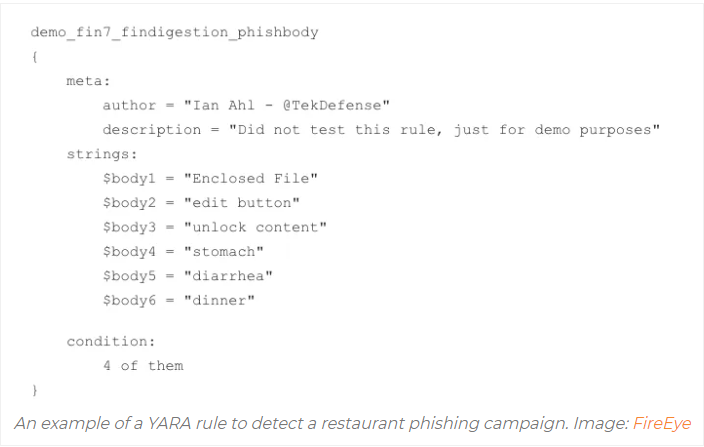 demo_fin7_findigestion_phishbody
{
meta:
author = "Ian Ahl - @TekDefense"
description = "Did not test this rule, just for demo purposes"
strings:
$body1 = "Enclosed File"
$body2 = "edit button"
$body3 = "unlock content"
$body4 = "stomach"
$body5 = "diarrhea"
$body6 = "dinner"
condition:
4 of them
}
An example of a YARA rule to detect a restaurant phishing campaign. Image: FireEye